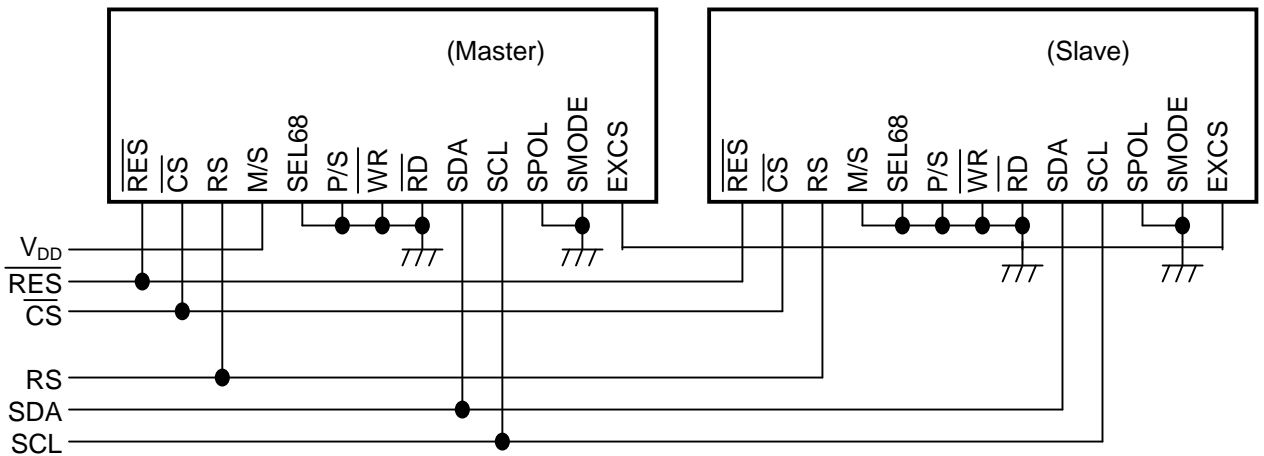 (Master)
(Slave)
RES
CS
RS
M/S
SEL68
P/S
WR
RD
SDA
SCL
SPOL
SMODE
EXCS
RES
CS
RS
M/S
SEL68
P/S
WR
RD
SDA
SCL
SPOL
SMODE
EXCS
VDD
RES
CS
RS
SDA
SCL